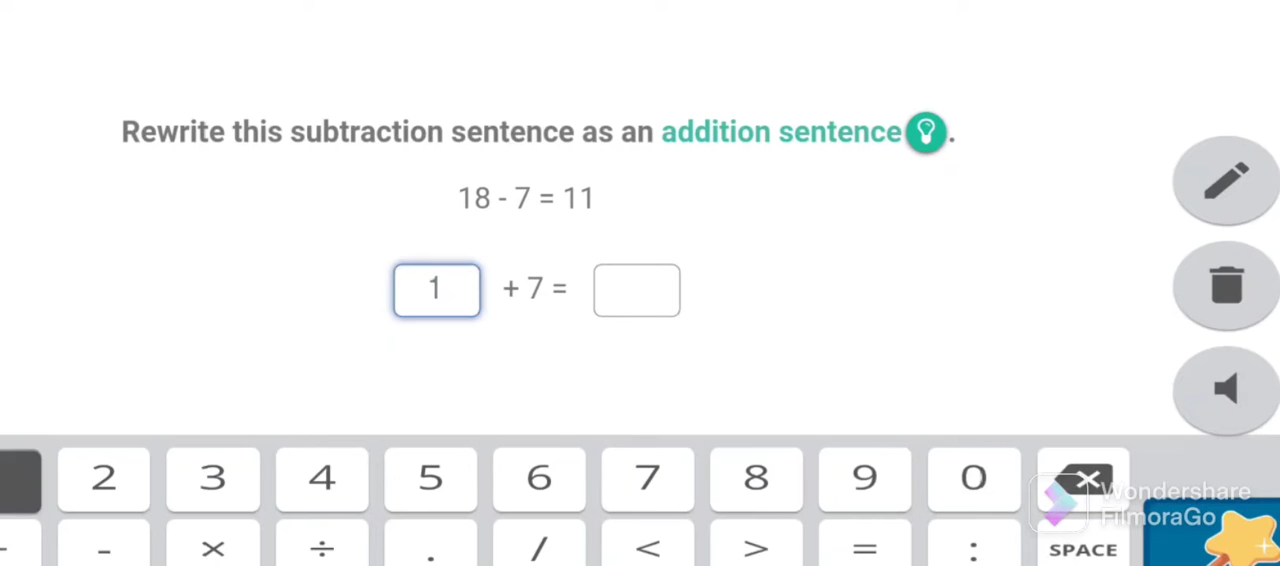 Rewrite this subtraction sentence as an addition sentence.
18 - 7 = 11
1 + 7 =
2 3 4 5 6 7 8 9 0
- × ÷ . / < > = : SPACE
Wondershare
FilmoraGo